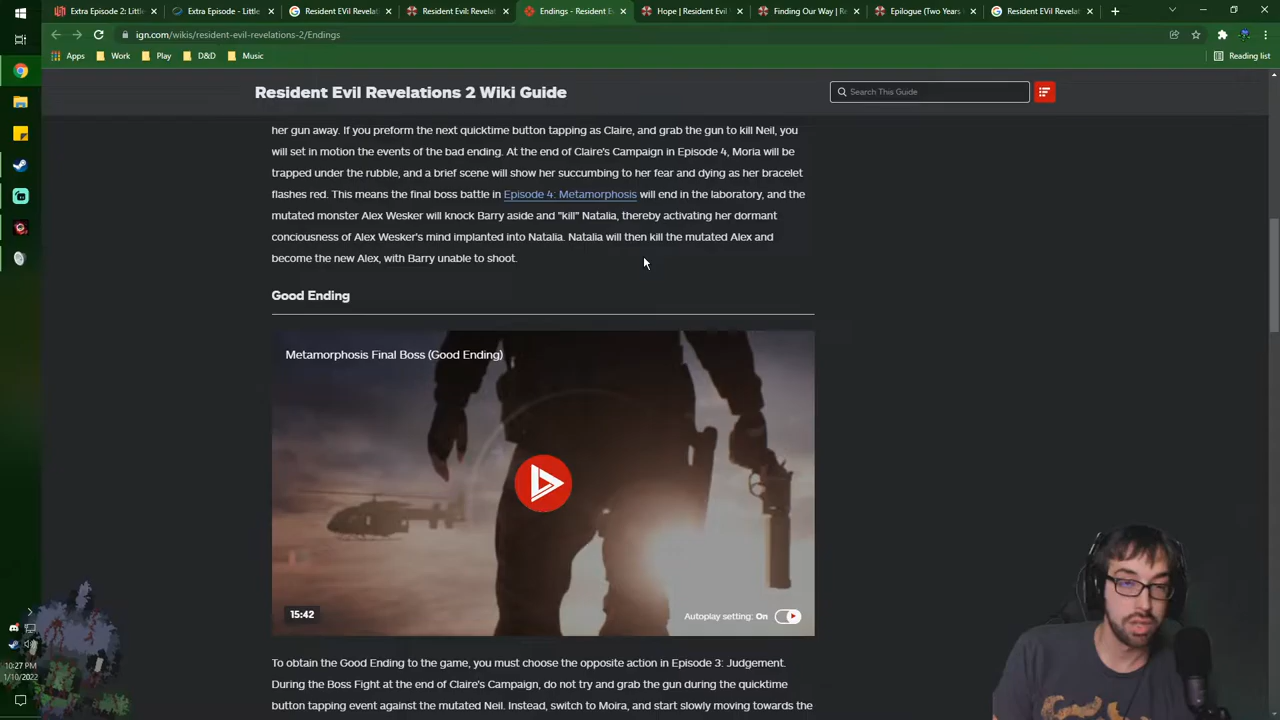 Extra Episode 2: Little
Extra Episode - Little
Resident EVil Revelati
Resident Evil: Revelat
Endings - Resident E
Hope | Resident Evil
Finding Our Way | Re
Epilogue (Two Years
Resident EVil Revelati
ign.com/wikis/resident-evil-revelations-2/Endings
Apps
Work
Play
D&D
Music
Reading list
Resident Evil Revelations 2 Wiki Guide
Search This Guide
her gun away. If you preform the next quicktime button tapping as Claire, and grab the gun to kill Neil, you
will set in motion the events of the bad ending. At the end of Claire's Campaign in Episode 4, Moria will be
trapped under the rubble, and a brief scene will show her succumbing to her fear and dying as her bracelet
flashes red. This means the final boss battle in Episode 4: Metamorphosis will end in the laboratory, and the
mutated monster Alex Wesker will knock Barry aside and "kill" Natalia, thereby activating her dormant
conciousness of Alex Wesker's mind implanted into Natalia. Natalia will then kill the mutated Alex and
become the new Alex, with Barry unable to shoot.
Good Ending
Metamorphosis Final Boss (Good Ending)
15:42
Autoplay setting: On
To obtain the Good Ending to the game, you must choose the opposite action in Episode 3: Judgement.
During the Boss Fight at the end of Claire's Campaign, do not try and grab the gun during the quicktime
button tapping event against the mutated Neil. Instead, switch to Moira, and start slowly moving towards the
10:27 PM
1/10/2022